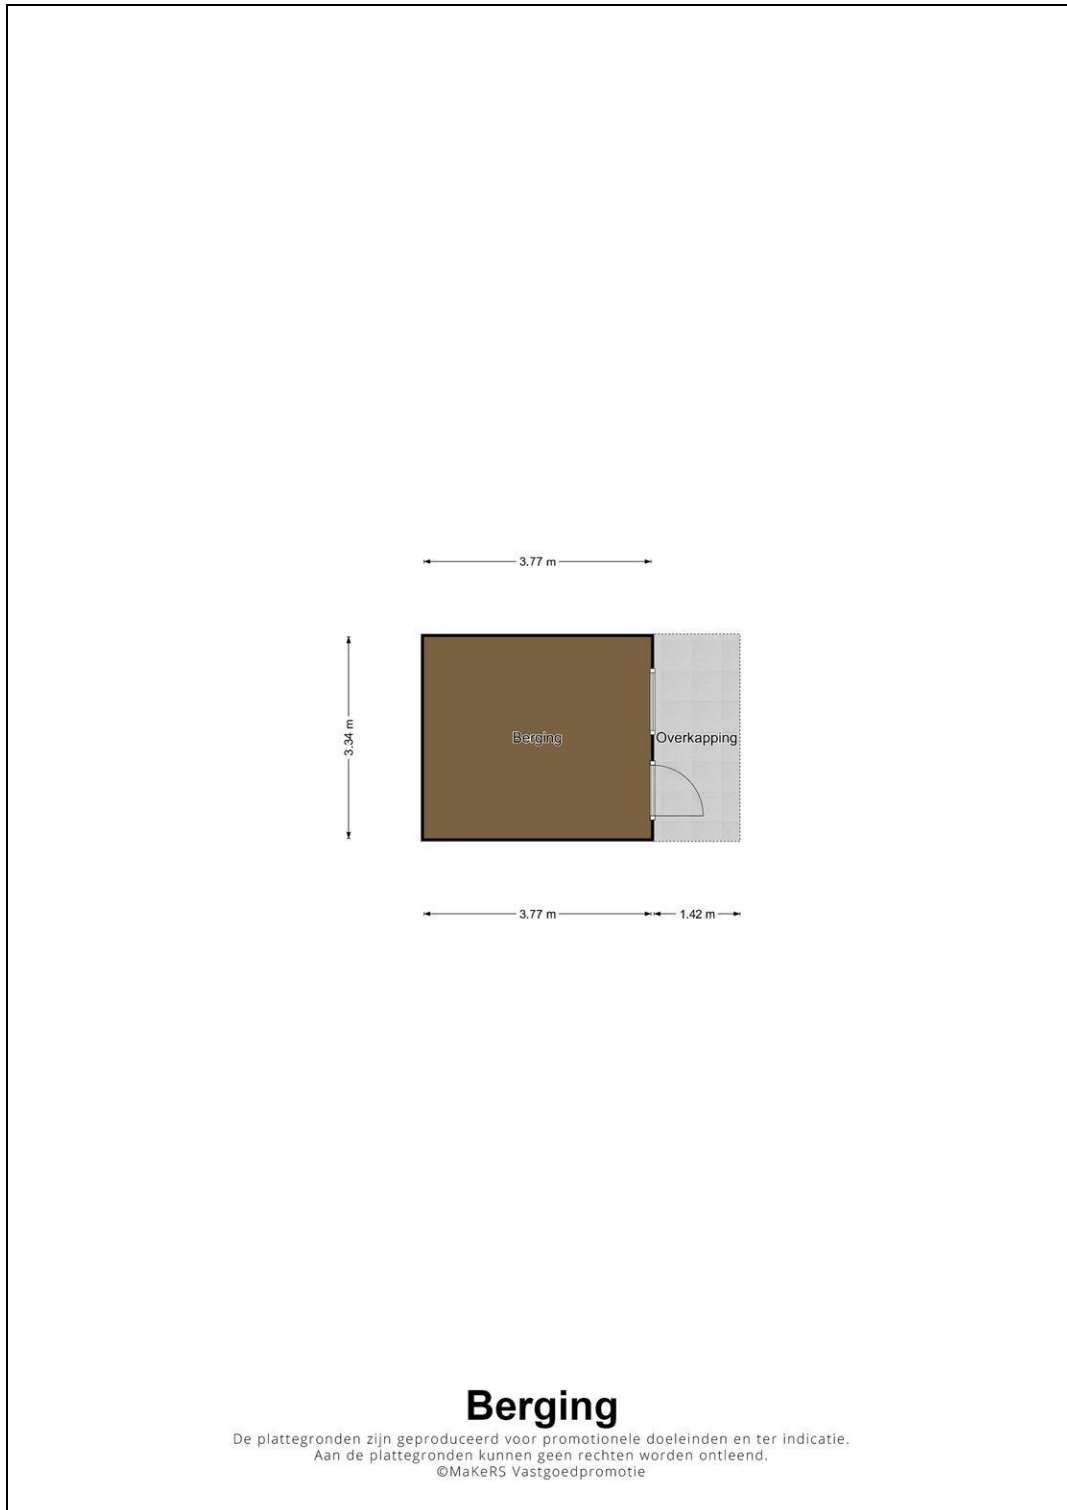 3.77 m
3.34 m
Berging
Overkapping
3.77 m
1.42 m
Berging
De plattegronden zijn geproduceerd voor promotionele doeleinden en ter indicatie.
Aan de plattegronden kunnen geen rechten worden ontleend.
©MaKeRS Vastgoedpromotie